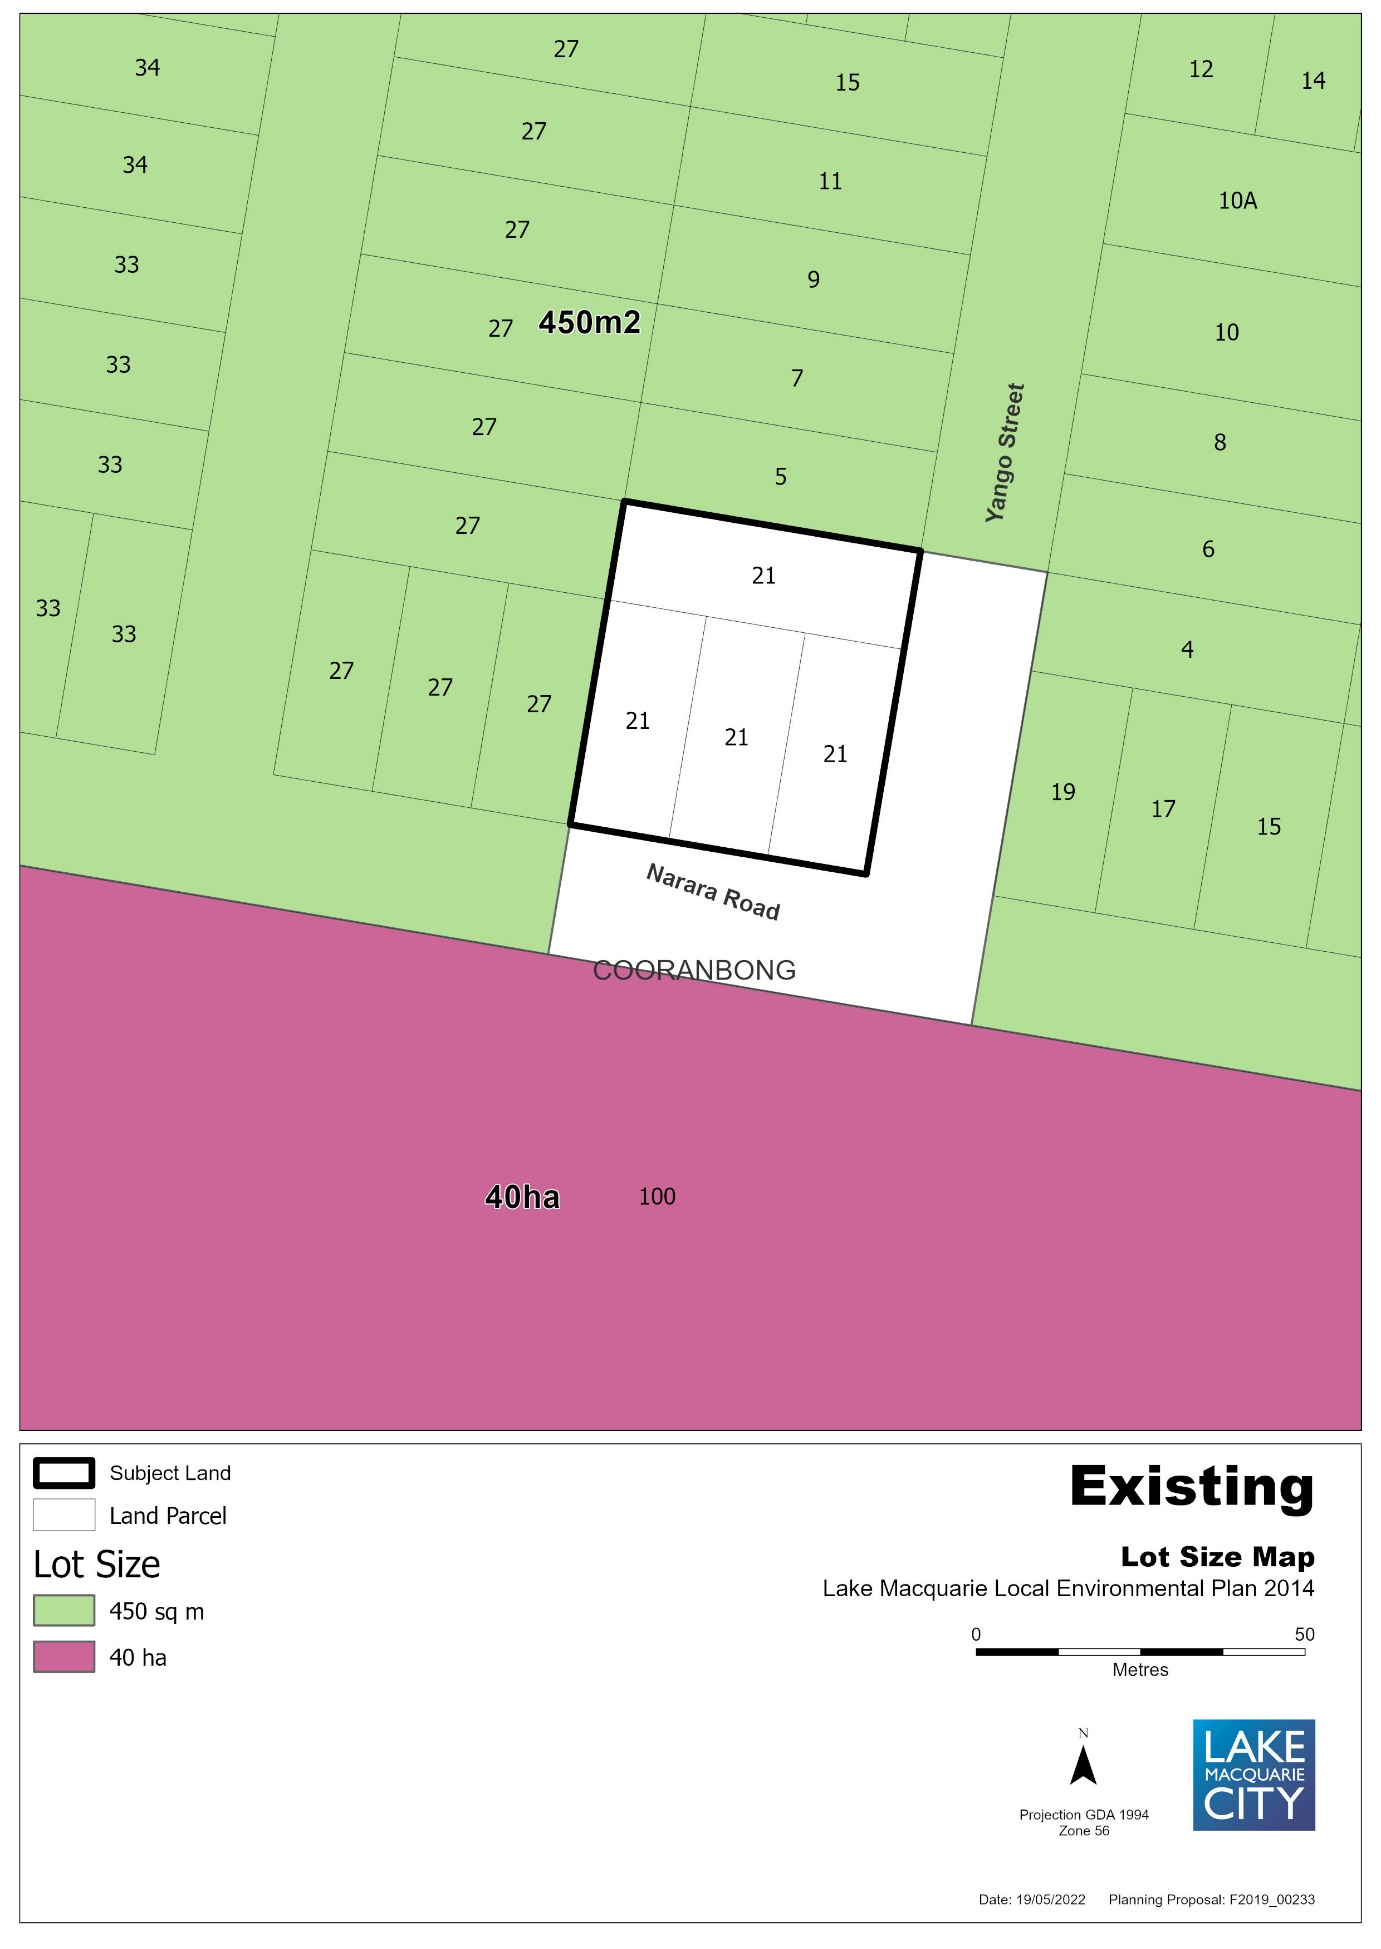 27
34
15
12
14
27
34
11
10A
27
33
9
27
450m2
10
33
7
Yango Street
27
8
33
5
27
6
21
33
33
4
27
27
27
21
21
21
19
17
15
Narara Road
COORANBONG
40ha
100
Subject Land
Land Parcel
Lot Size
450 sq m
40 ha
Existing
Lot Size Map
Lake Macquarie Local Environmental Plan 2014
0
50
Metres
N
Projection GDA 1994
Zone 56
LAKE
MACQUARIE
CITY
Date: 19/05/2022
Planning Proposal: F2019_00233